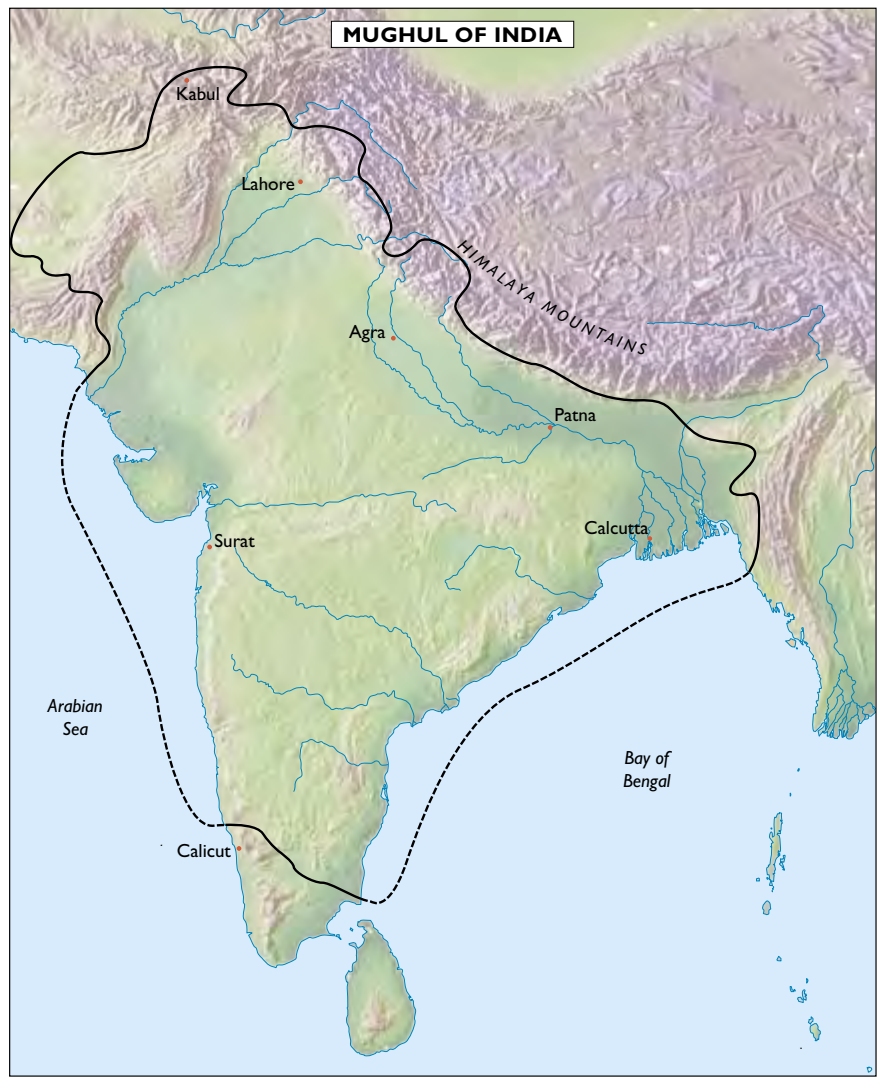 MUGHUL OF INDIA
Kabul
Lahore
HIMALAYA MOUNTAINS
Agra
Patna
Calcutta
Surat
Arabian
Sea
Bay of
Bengal
Calicut